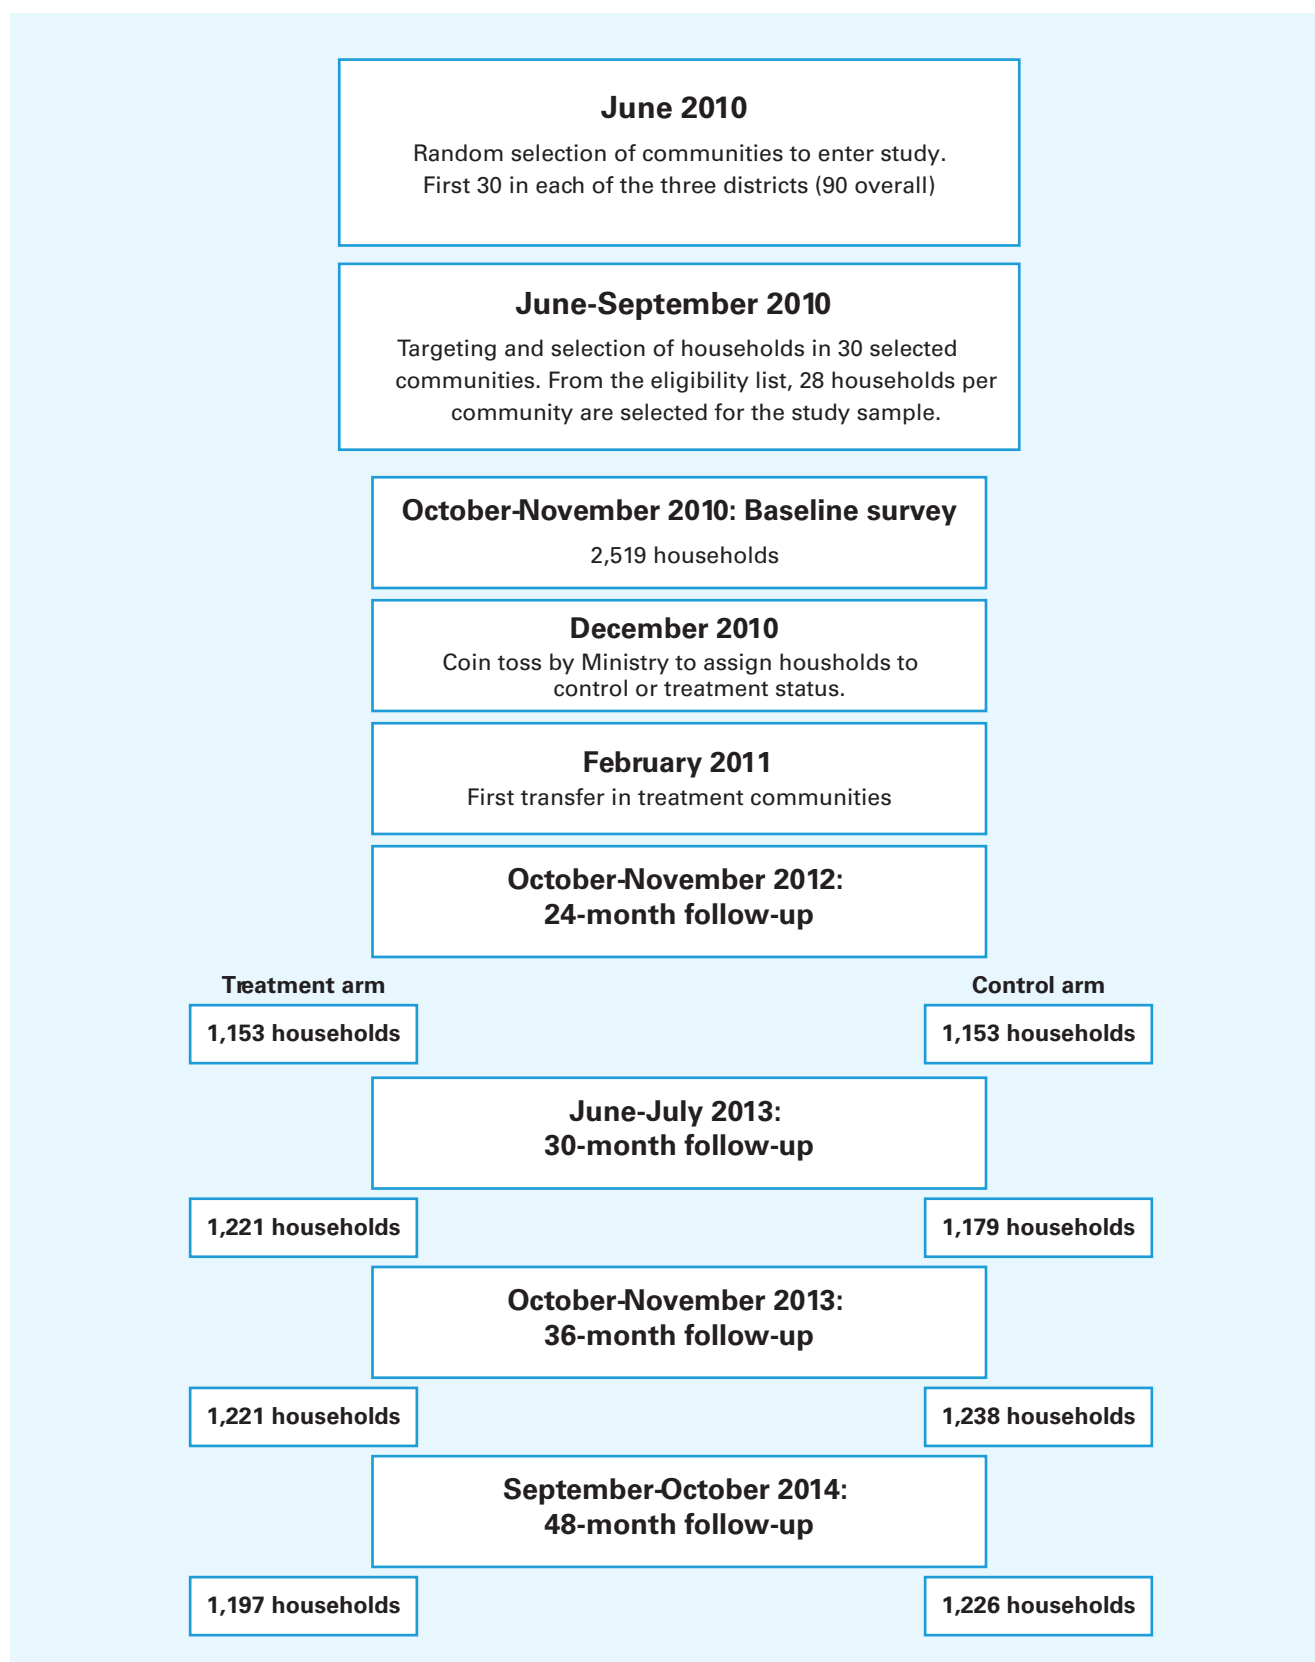 June 2010
Random selection of communities to enter study.
First 30 in each of the three districts (90 overall)
June-September 2010
Targeting and selection of households in 30 selected
communities. From the eligibility list, 28 households per
community are selected for the study sample.
October-November 2010: Baseline survey
2,519 households
December 2010
Coin toss by Ministry to assign housholds to
control or treatment status.
February 2011
First transfer in treatment communities
October-November 2012:
24-month follow-up
Treatment arm
Control arm
1,153 households
1,153 households
June-July 2013:
30-month follow-up
1,221 households
1,179 households
October-November 2013:
36-month follow-up
1,221 households
1,238 households
September-October 2014:
48-month follow-up
1,197 households
1,226 households